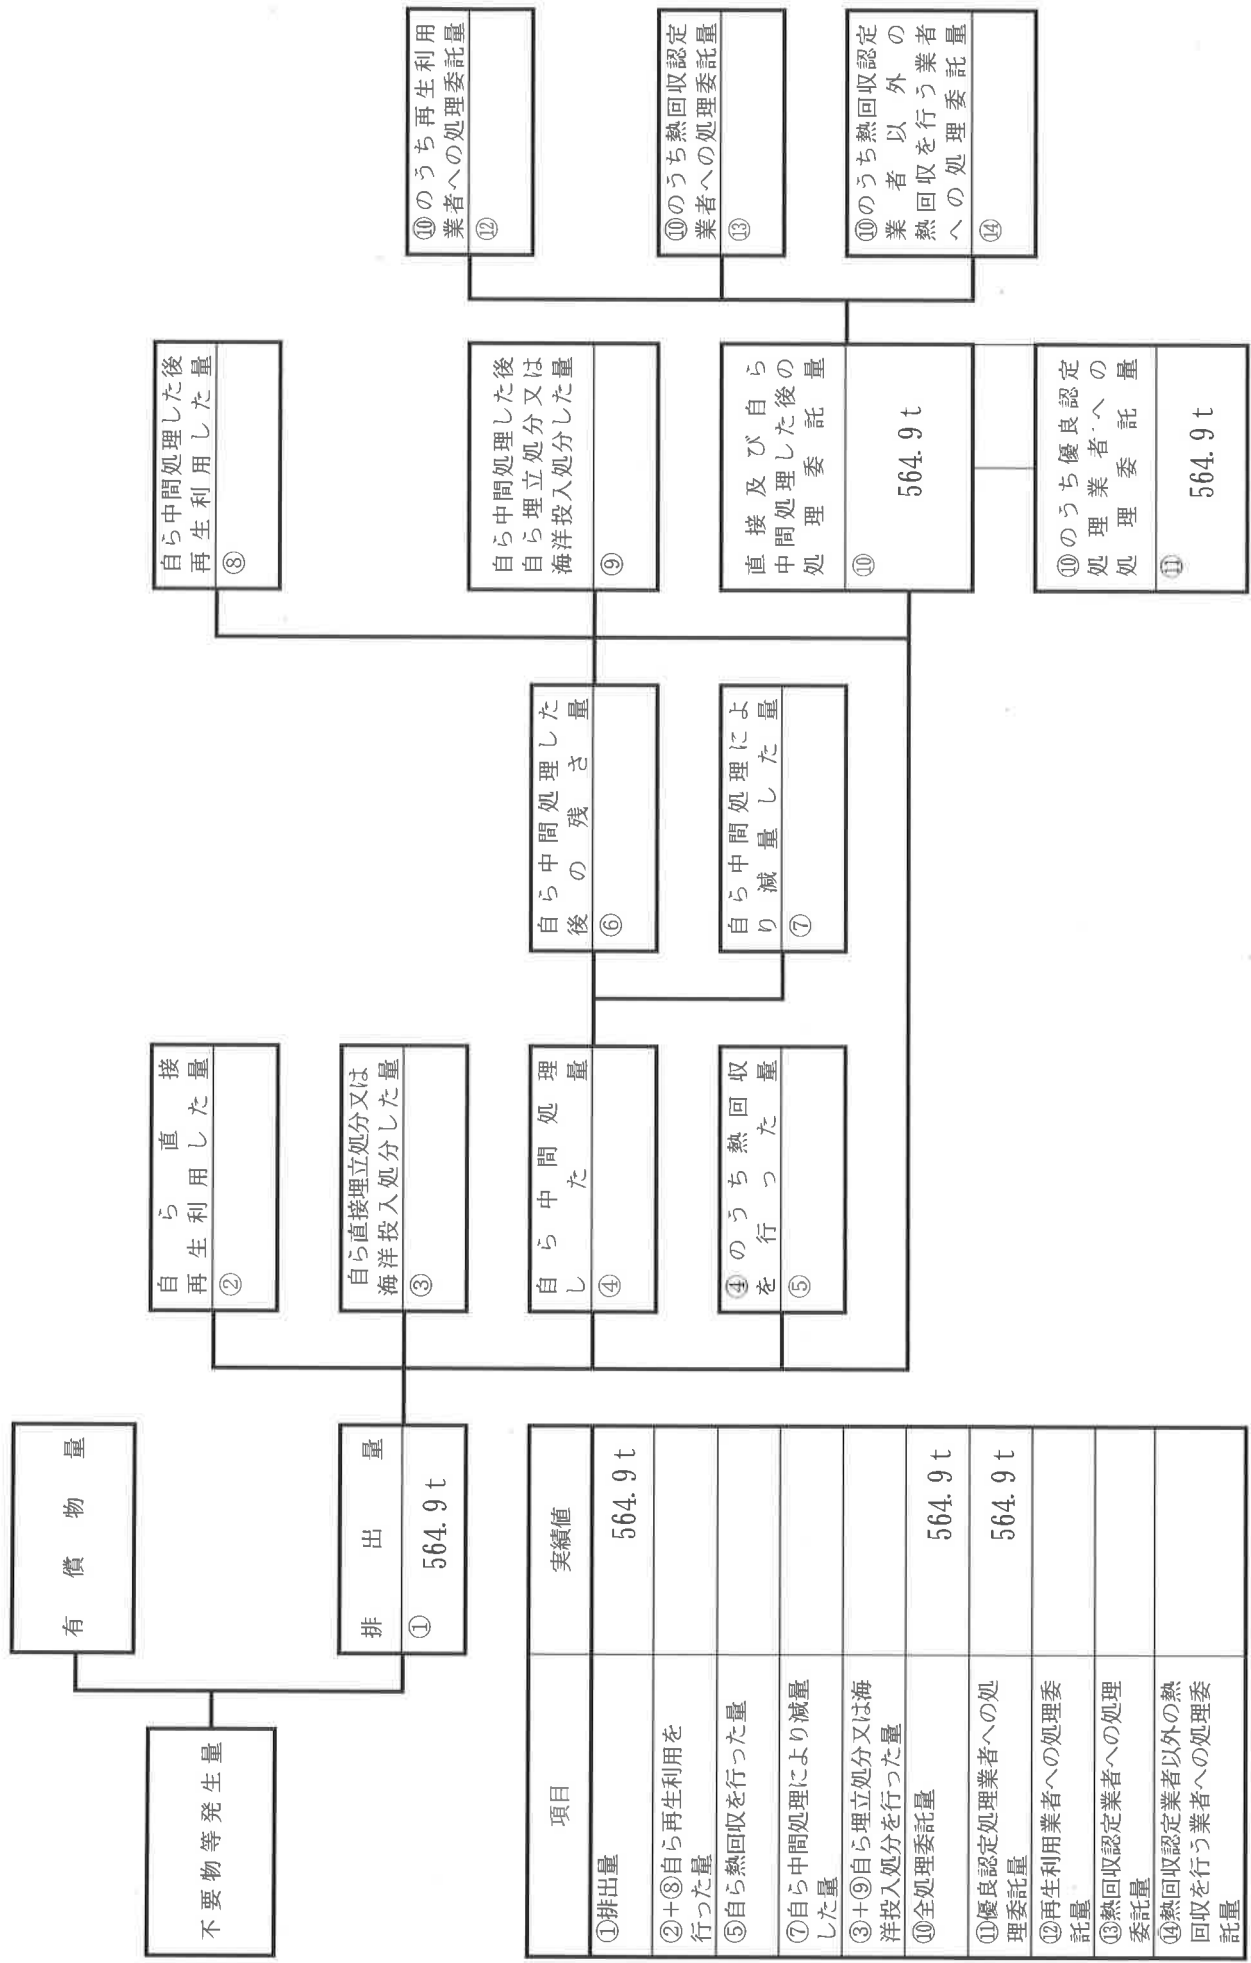 不要物等発生量
有償物量
排出量
①
564.9 t
自ら直接
再生利用した量
②
自ら直接埋立処分又は
海洋投入処分した量
③
自ら中間処理
した量
④
④のうち熱回収
を行った量
⑤
自ら中間処理した
後の残さ量
⑥
自ら中間処理によ
り減量した量
⑦
自ら中間処理した後
再生利用した量
⑧
自ら中間処理した後
自ら埋立処分又は
海洋投入処分した量
⑨
直接及び自ら
中間処理した後の
処理委託量
⑩
564.9 t
⑩のうち優良認定
処理業者への
処理委託量
⑪
564.9 t
⑩のうち再生利用
業者への処理委託量
⑫
⑩のうち熱回収認定
業者への処理委託量
⑬
⑩のうち熱回収認定
業者以外の
熱回収を行う業者
への処理委託量
⑭
項目 実績値
①排出量 564.9 t
②+⑧自ら再生利用を
行った量
⑤自ら熱回収を行った量
⑦自ら中間処理により減量
した量
③+⑨自ら埋立処分又は海
洋投入処分を行った量
⑩全処理委託量 564.9 t
⑪優良認定処理業者への処
理委託量 564.9 t
⑫再生利用業者への処理委
託量
⑬熱回収認定業者への処理
委託量
⑭熱回収認定業者以外の熱
回収を行う業者への処理委
託量